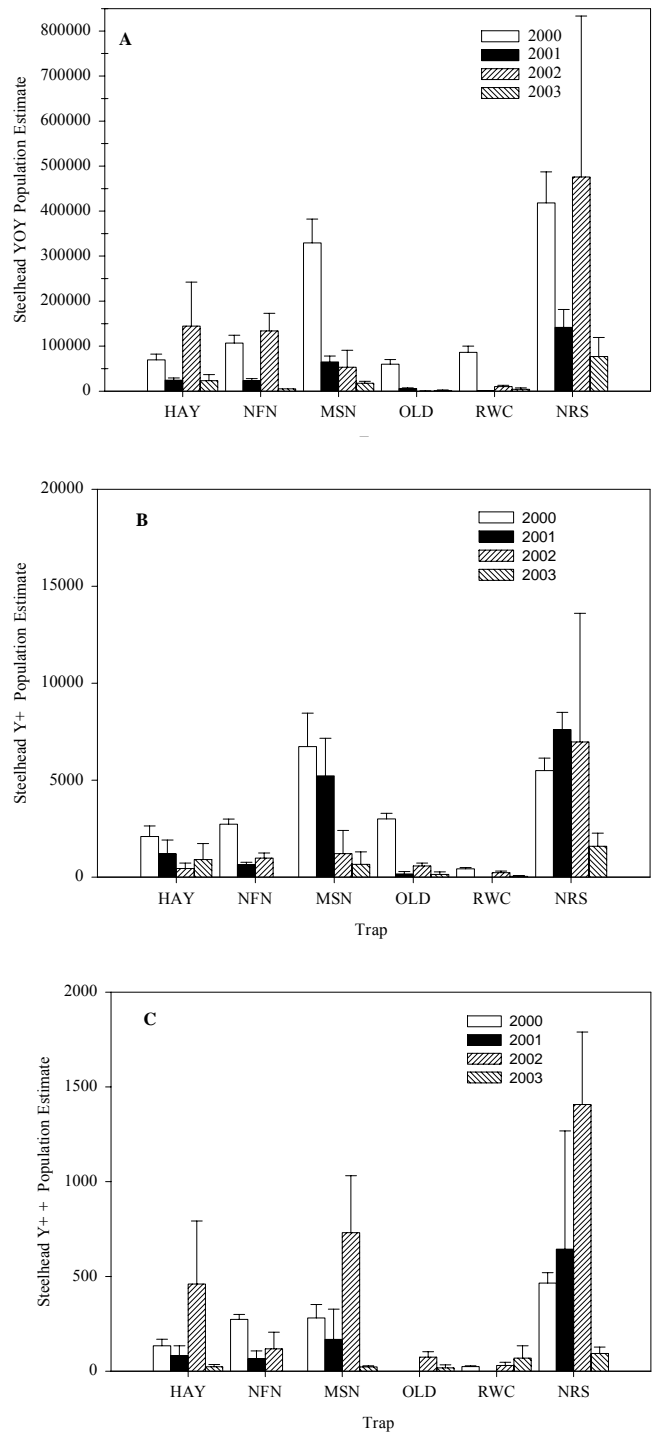 A
Steelhead YOY Population Estimate
800000
700000
600000
500000
400000
300000
200000
100000
0
2000
2001
2002
2003
HAY NFN MSN OLD RWC NRS
B
Steelhead Y+ Population Estimate
20000
15000
10000
5000
0
2000
2001
2002
2003
HAY NFN MSN OLD RWC NRS
Trap
C
Steelhead Y+ + Population Estimate
2000
1500
1000
500
0
2000
2001
2002
2003
HAY NFN MSN OLD RWC NRS
Trap